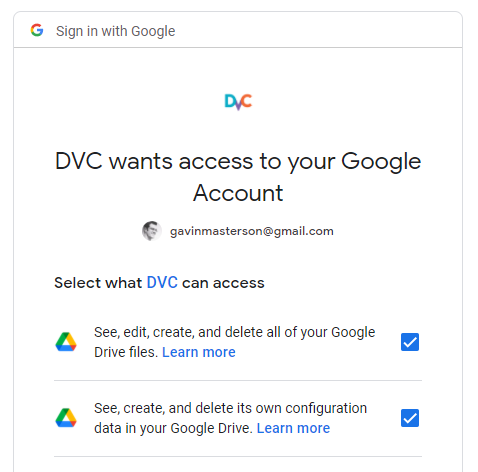 Sign in with Google
DVC
DVC wants access to your Google
Account
gavinmasterson@gmail.com
Select what DVC can access
See, edit, create, and delete all of your Google
Drive files. Learn more
See, create, and delete its own configuration
data in your Google Drive. Learn more